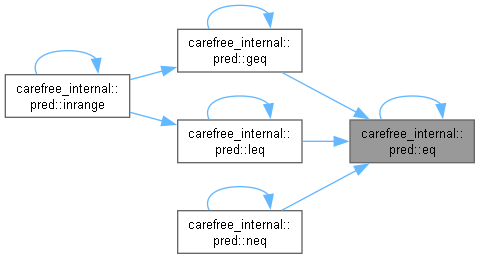 carefree_internal::
pred::geq
carefree_internal::
pred::inrange
carefree_internal::
pred::leq
carefree_internal::
pred::eq
carefree_internal::
pred::neq